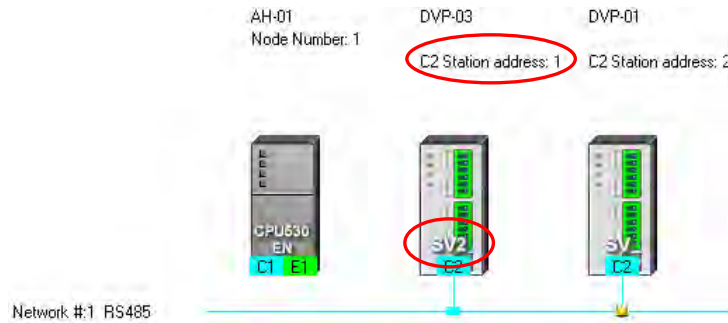 AH-01
Node Number: 1
DVP-03
C2 Station address: 1
DVP-01
C2 Station address: 2
CPU530
EN
C1 E1
SV2
C2
SV_
C2
Network #:1 RS485